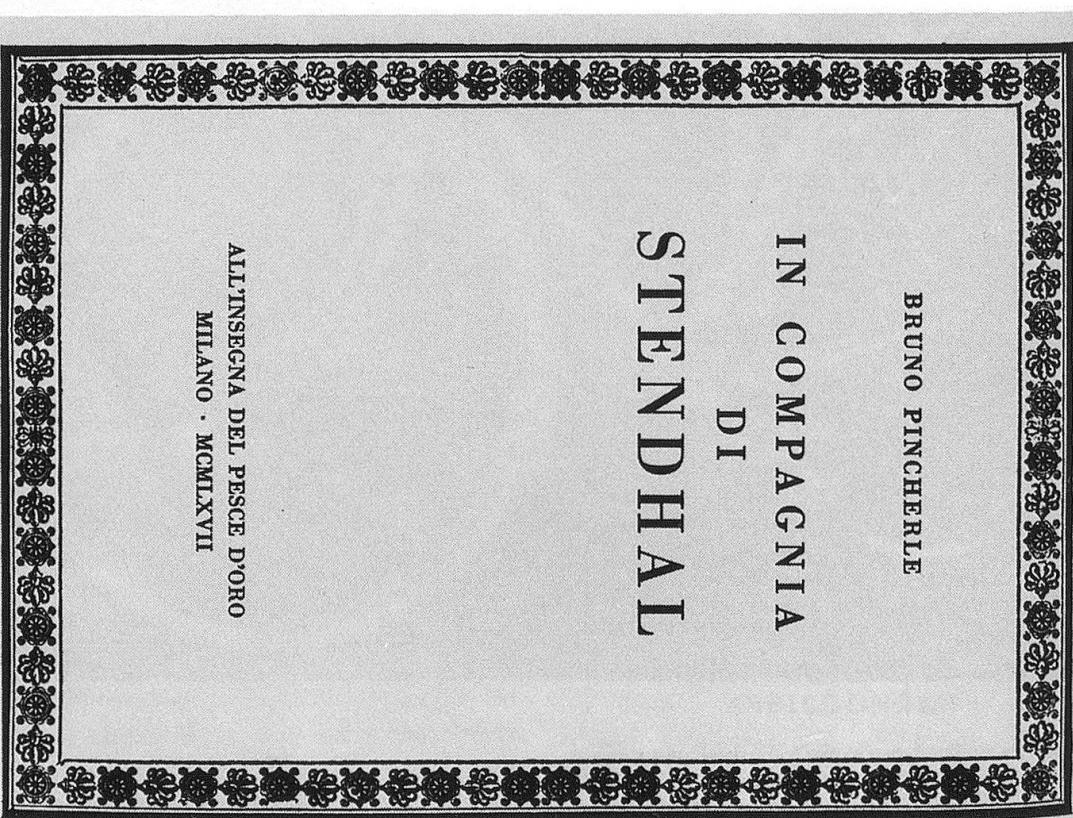 BRUNO PINCHERLE
IN COMPAGNIA
DI
STENDHAL
ALL'INSEGNA DEL PESCE D'ORO
MILANO · MCMLXVII